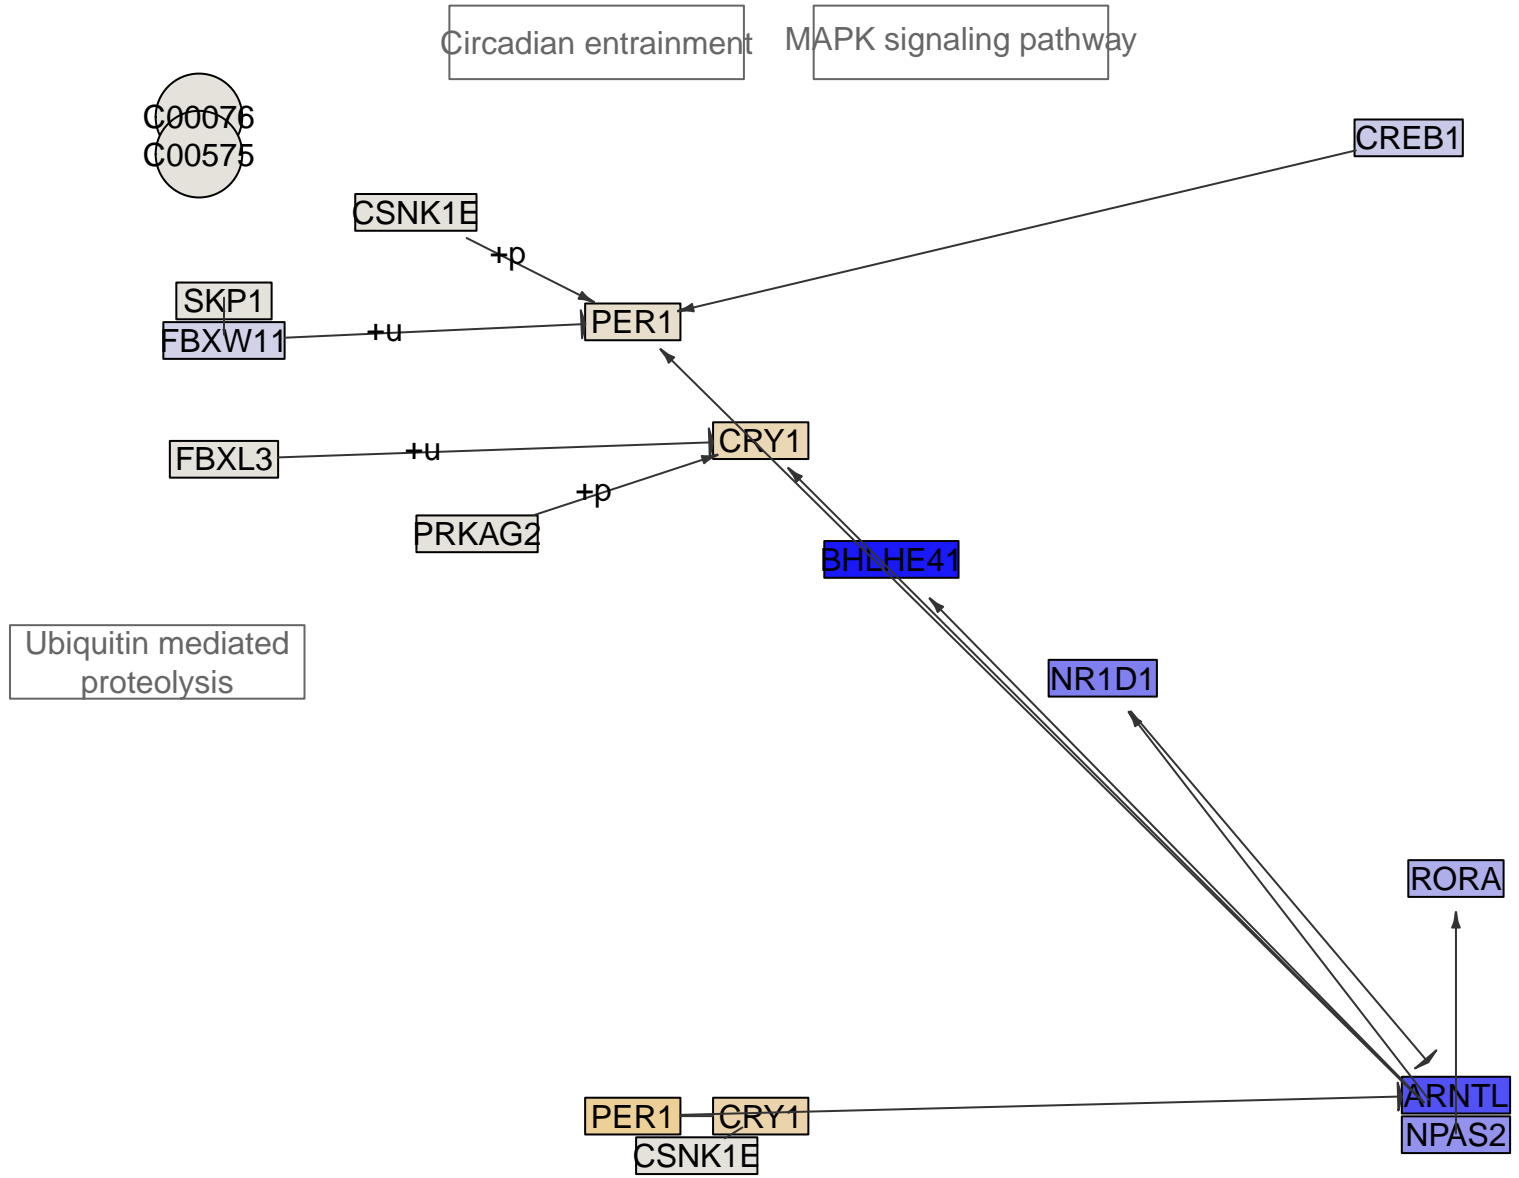 Circadian entrainment
MAPK signaling pathway
C00076
CREB1
C00575
CSNK1E
+p
SKP1
PER1
FBXW11
+u
CRY1
FBXL3
+u
+p
PRKAG2
BHLHE41
Ubiquitin mediated
proteolysis
NR1D1
RORA
ARNTL
PER1
CRY1
NPAS2
CSNK1E